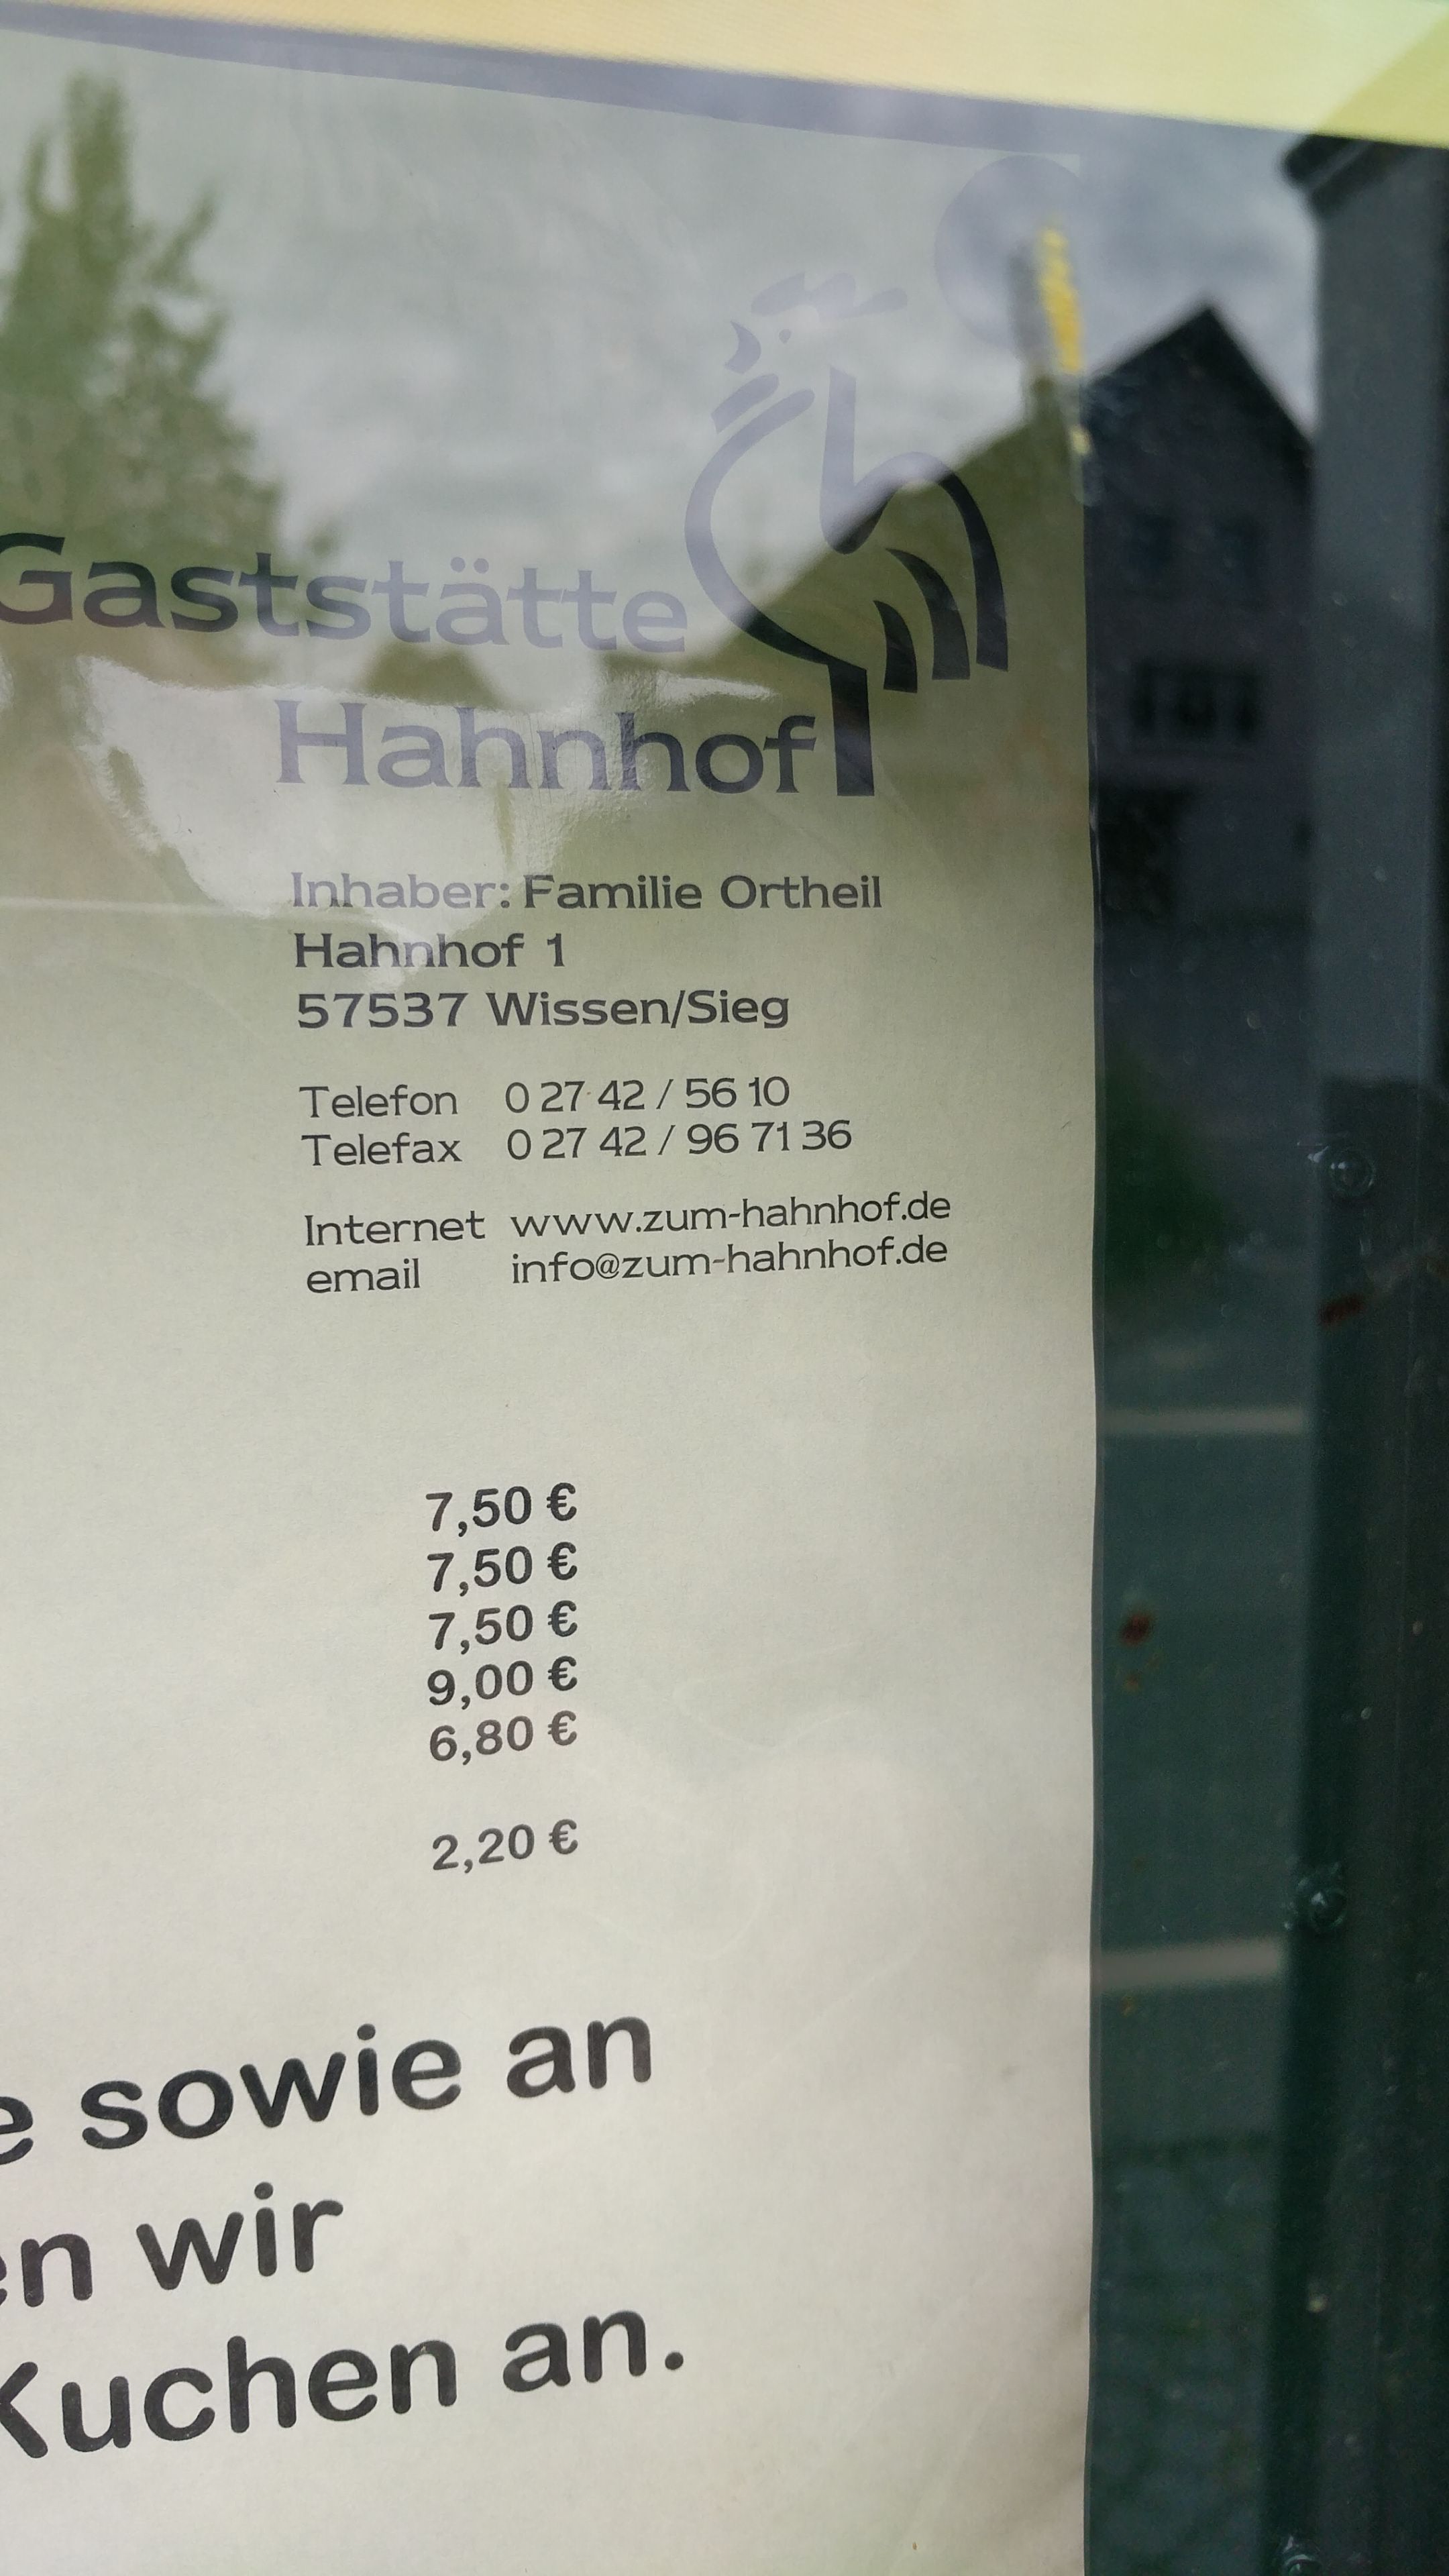 Gaststätte
Hahnhof
Inhaber: Familie Ortheil
Hahnhof 1
57537 Wissen/Sieg
Telefon 0 27 42 / 56 10
Telefax 0 27 42 / 96 71 36
Internet www.zum-hahnhof.de
email info@zum-hahnhof.de
7,50 €
7,50 €
7,50 €
9,00 €
6,80 €
2,20 €
sowie an
wir
Kuchen an.